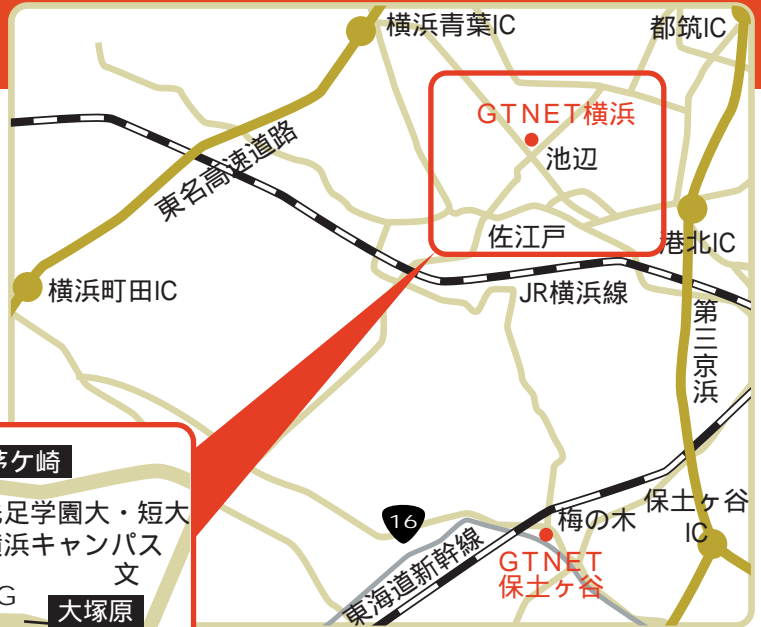 横浜青葉IC
都筑IC
GTNET横浜
池辺
東名高速道路
佐江戸
港北IC
横浜町田IC
JR横浜線
第三京浜
ケ崎
足学園大・短大
浜キャンパス
文
G
大塚原
16
梅の木
保土ヶ谷
IC
東海道新幹線
GTNET
保土ヶ谷